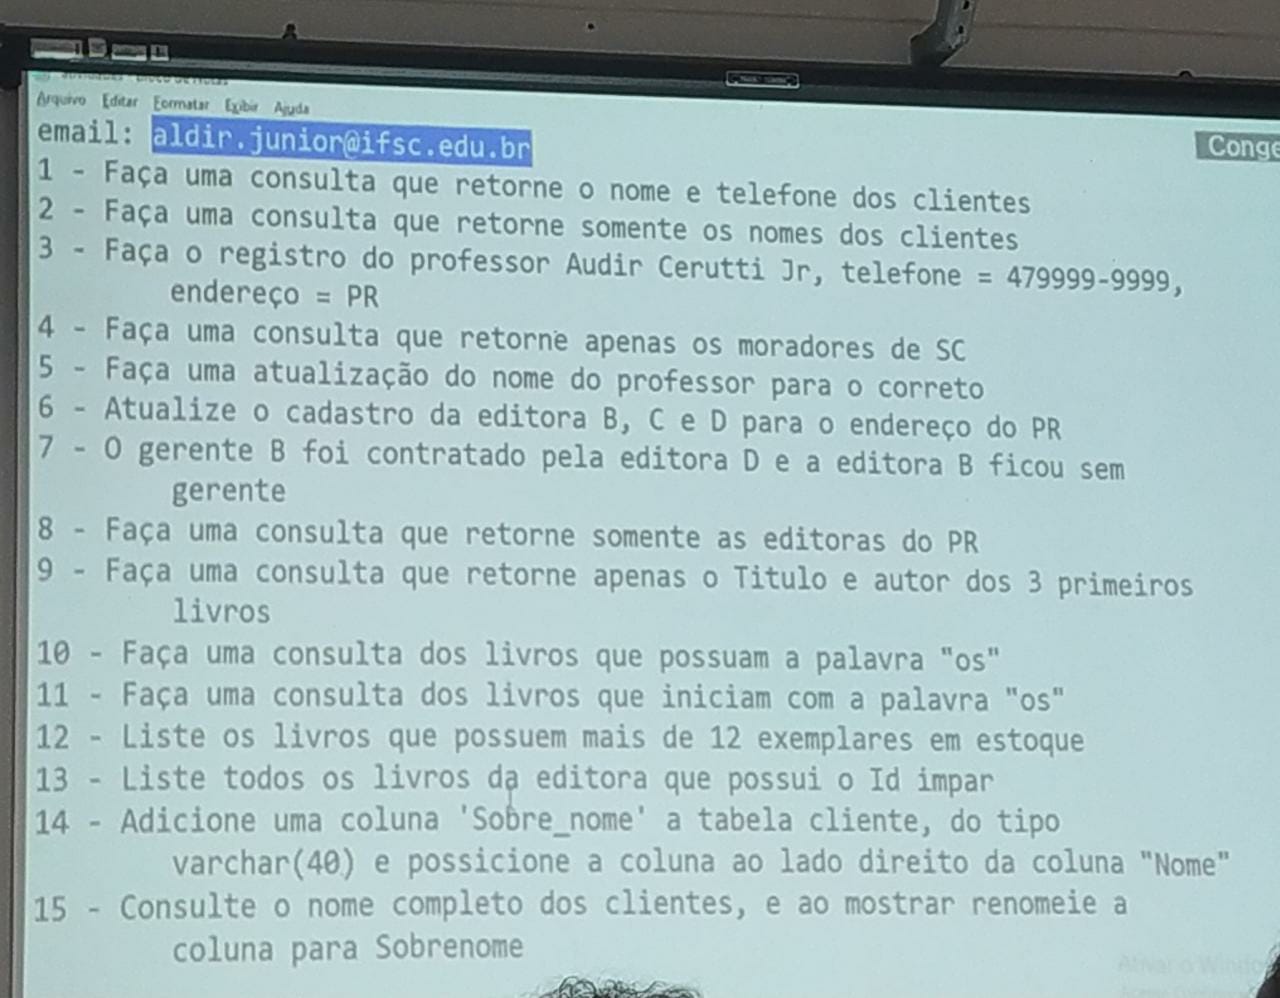 Arquivo Editar Formatar Exibir Ajuda
email: aldir.junior@ifsc.edu.br
Conge
1 - Faça uma consulta que retorne o nome e telefone dos clientes
2 - Faça uma consulta que retorne somente os nomes dos clientes
3 - Faça o registro do professor Audir Cerutti Jr, telefone = 479999-9999,
endereço = PR
4 - Faça uma consulta que retorne apenas os moradores de SC
5 - Faça uma atualização do nome do professor para o correto
6 - Atualize o cadastro da editora B, C e D para o endereço do PR
7 - O gerente B foi contratado pela editora D e a editora B ficou sem
gerente
8 - Faça uma consulta que retorne somente as editoras do PR
9 - Faça uma consulta que retorne apenas o Titulo e autor dos 3 primeiros
livros
10 - Faça uma consulta dos livros que possuam a palavra "os"
11 - Faça uma consulta dos livros que iniciam com a palavra "os"
12 - Liste os livros que possuem mais de 12 exemplares em estoque
13 - Liste todos os livros da editora que possui o Id impar
14 - Adicione uma coluna 'Sobre_nome' a tabela cliente, do tipo
varchar(40) e possicione a coluna ao lado direito da coluna "Nome"
15 - Consulte o nome completo dos clientes, e ao mostrar renomeie a
coluna para Sobrenome
Ativar o Windo